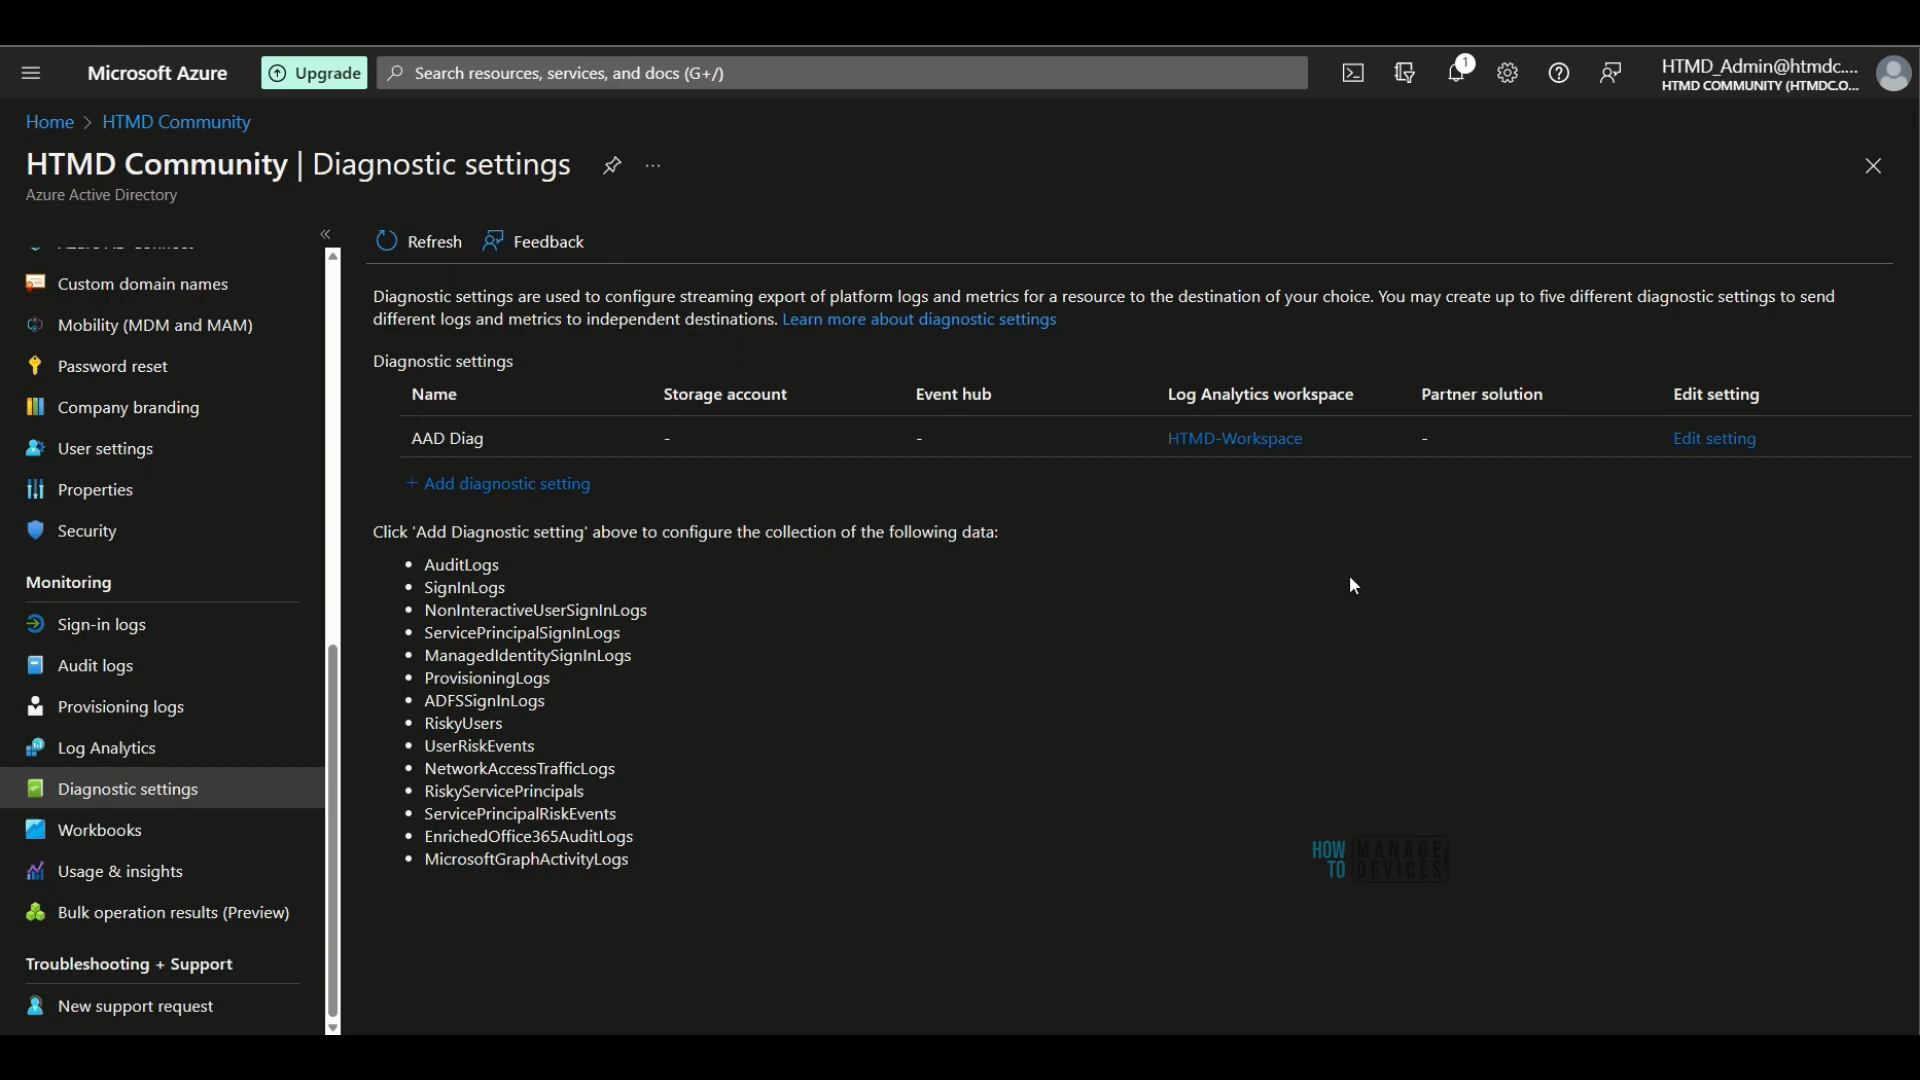 Microsoft Azure
Upgrade
Search resources, services, and docs (G+/)
1
HTMD_Admin@htmdc....
HTMD COMMUNITY (HTMDC.O...
Home > HTMD Community
HTMD Community | Diagnostic settings
...
Azure Active Directory
Refresh
Feedback
Custom domain names
Mobility (MDM and MAM)
Password reset
Company branding
User settings
Properties
Security
Monitoring
Sign-in logs
Audit logs
Provisioning logs
Log Analytics
Diagnostic settings
Workbooks
Usage & insights
Bulk operation results (Preview)
Troubleshooting + Support
New support request
Diagnostic settings are used to configure streaming export of platform logs and metrics for a resource to the destination of your choice. You may create up to five different diagnostic settings to send
different logs and metrics to independent destinations. Learn more about diagnostic settings
Diagnostic settings
Name Storage account Event hub Log Analytics workspace Partner solution Edit setting
AAD Diag - - HTMD-Workspace - Edit setting
+ Add diagnostic setting
Click 'Add Diagnostic setting' above to configure the collection of the following data:
• AuditLogs
• SignInLogs
• NonInteractiveUserSignInLogs
• ServicePrincipalSignInLogs
• ManagedIdentitySignInLogs
• ProvisioningLogs
• ADFSSignInLogs
• RiskyUsers
• UserRiskEvents
• NetworkAccessTrafficLogs
• RiskyServicePrincipals
• ServicePrincipalRiskEvents
• EnrichedOffice365AuditLogs
• MicrosoftGraphActivityLogs
HOW MANAGE
TO DEVICES